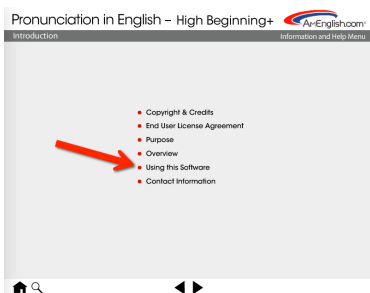 Pronunciation in English – High Beginning+
AmEnglish.com®
Introduction
Information and Help Menu
• Copyright & Credits
• End User License Agreement
• Purpose
• Overview
• Using this Software
• Contact Information